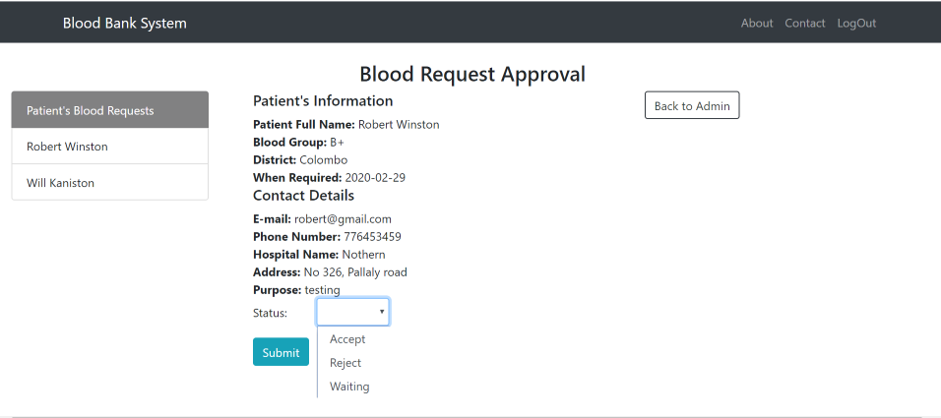 Blood Bank System
About Contact LogOut
Blood Request Approval
Patient's Blood Requests
Robert Winston
Will Kaniston
Patient's Information
Patient Full Name: Robert Winston
Blood Group: B+
District: Colombo
When Required: 2020-02-29
Contact Details
E-mail: robert@gmail.com
Phone Number: 776453459
Hospital Name: Nothern
Address: No 326, Pallaly road
Purpose: testing
Status:
Accept
Reject
Waiting
Submit
Back to Admin